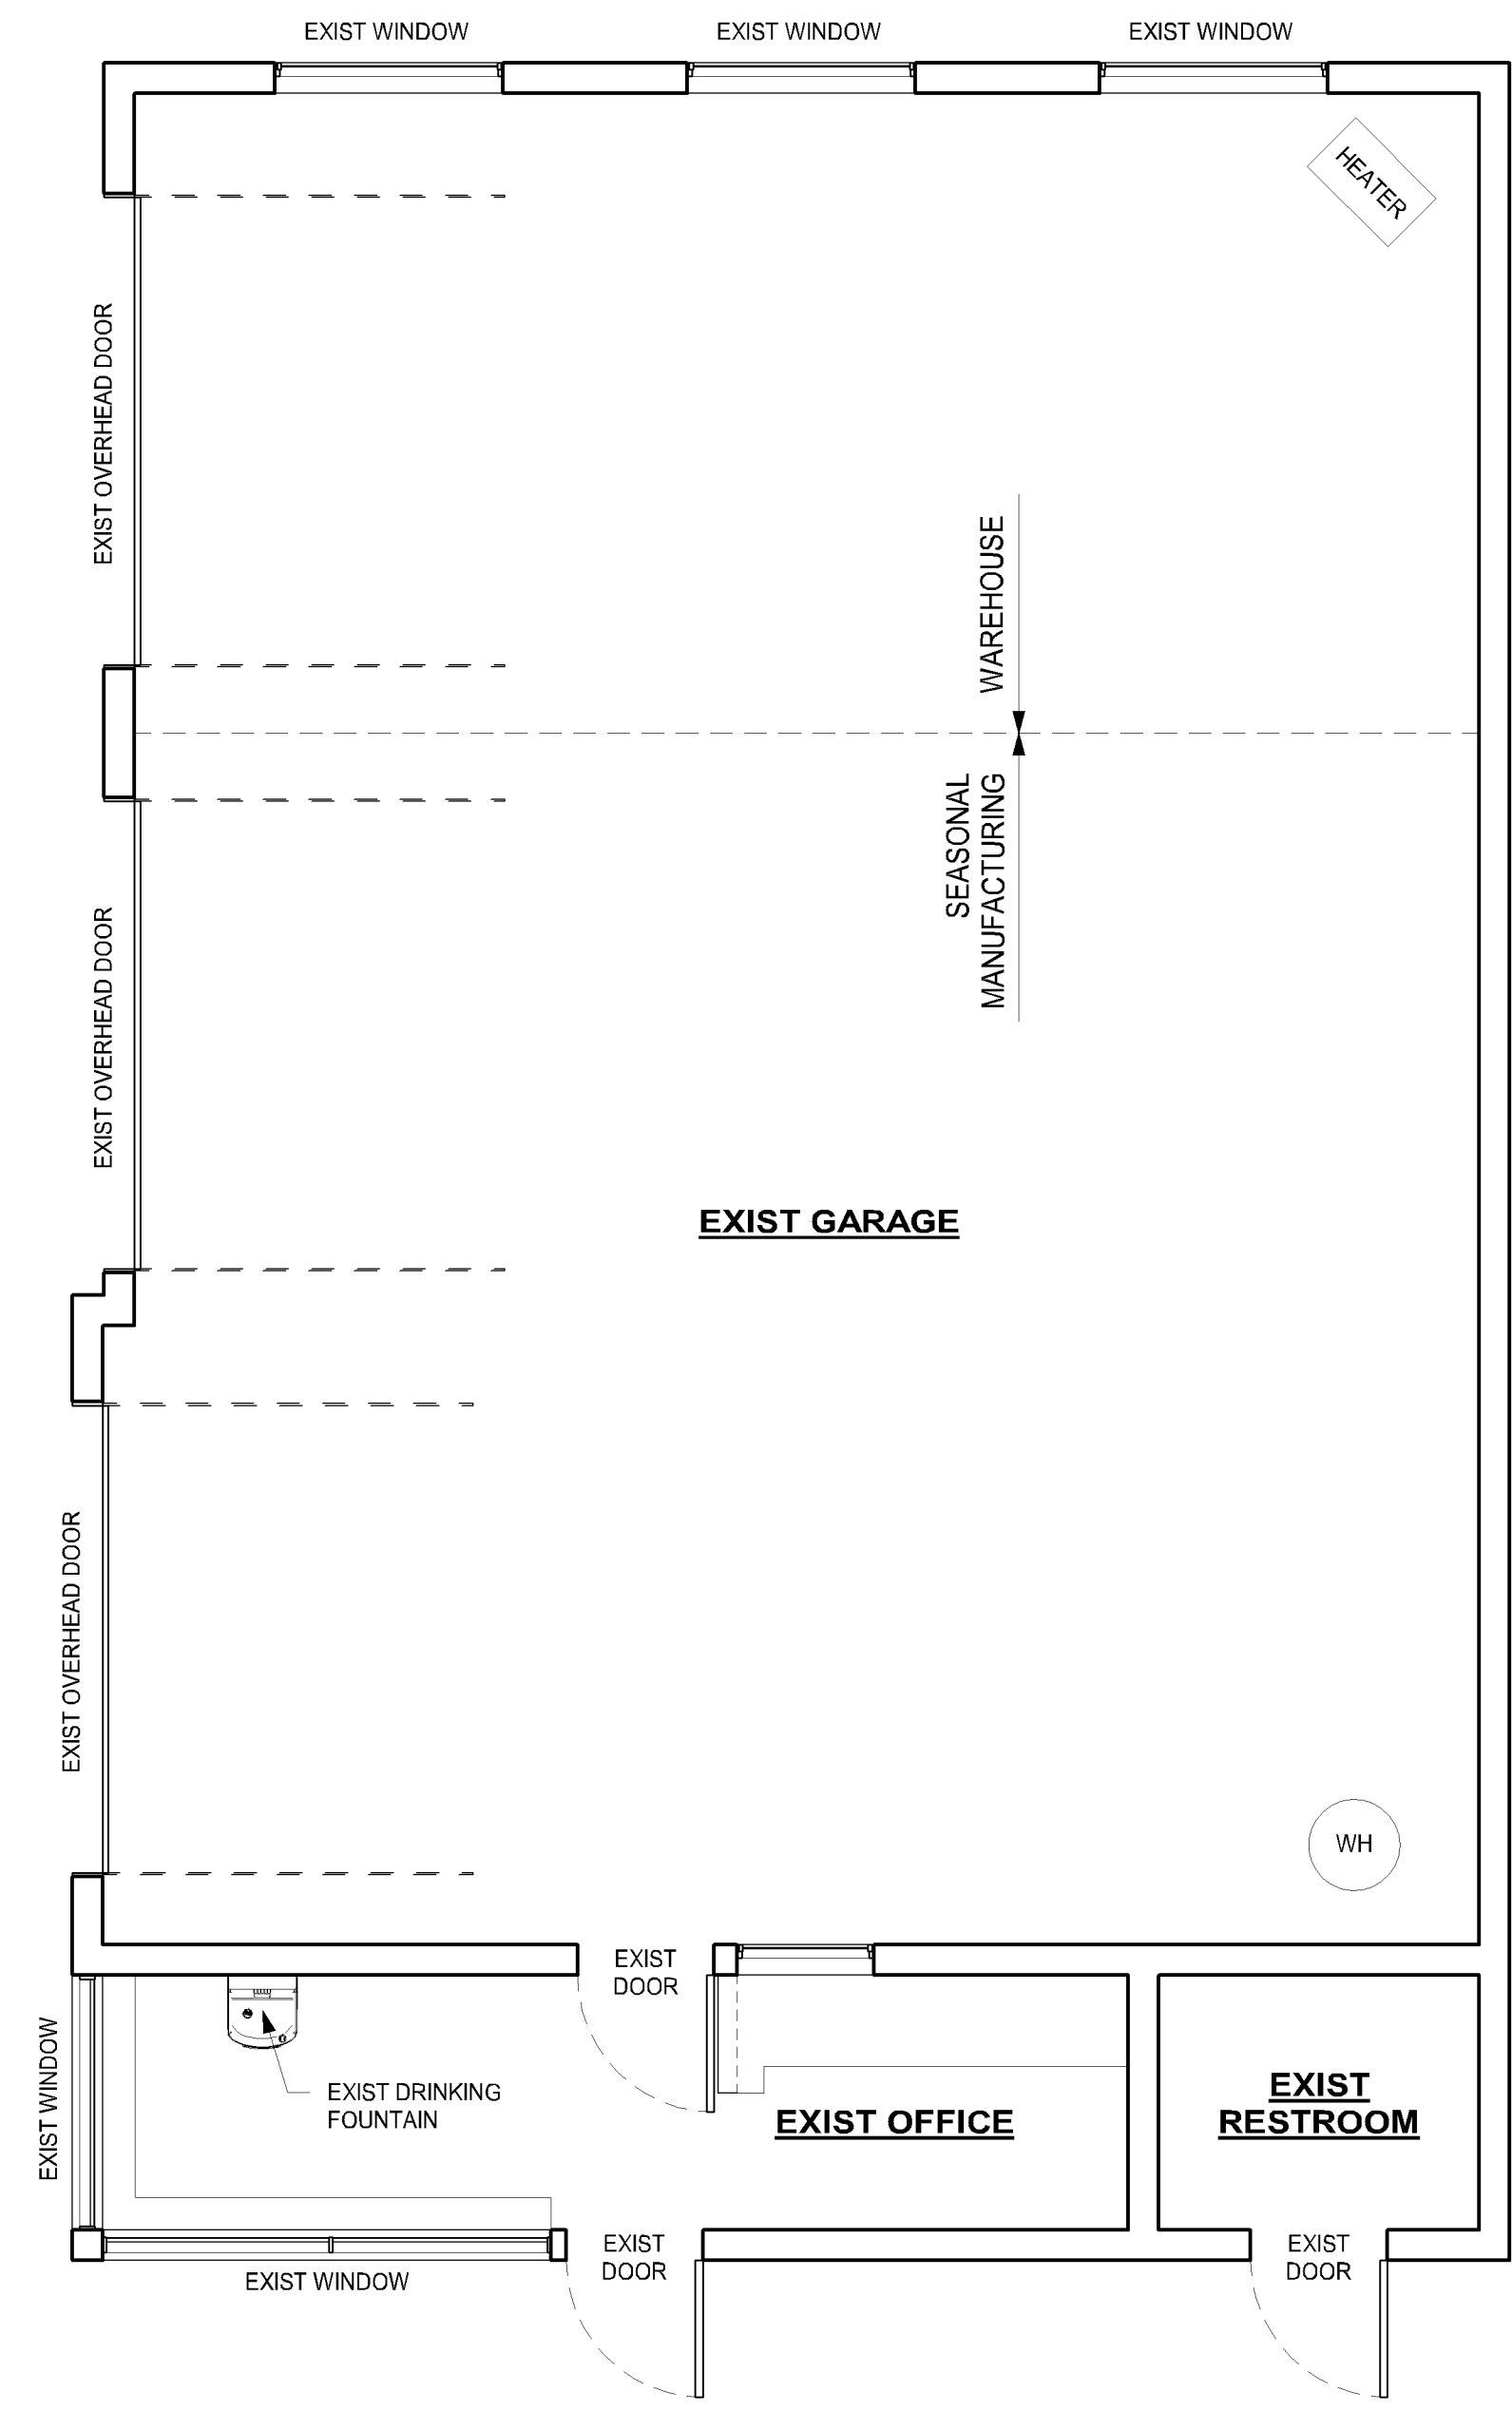 EXIST WINDOW
EXIST WINDOW
EXIST WINDOW
HEATER
EXIST OVERHEAD DOOR
WAREHOUSE
SEASONAL
MANUFACTURING
EXIST OVERHEAD DOOR
EXIST GARAGE
EXIST OVERHEAD DOOR
WH
EXIST
DOOR
EXIST WINDOW
EXIST DRINKING
FOUNTAIN
EXIST OFFICE
EXIST
RESTROOM
EXIST
DOOR
EXIST
DOOR
EXIST WINDOW